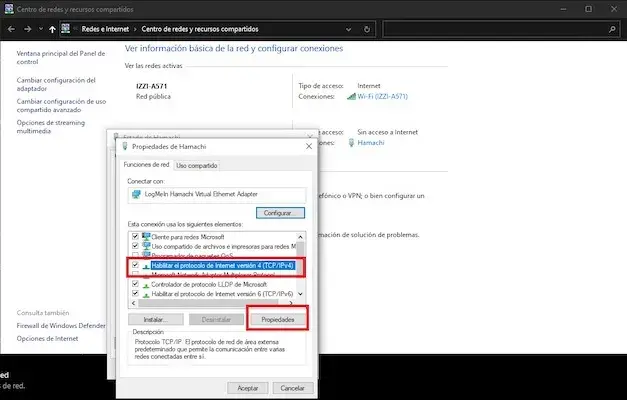 Centro de redes y recursos compartidos
Redes e Internet > Centro de redes y recursos compartidos
Ventana principal del Panel de
control
Cambiar configuración del
adaptador
Cambiar configuración de uso
compartido avanzado
Opciones de streaming
multimedia
Ver información básica de la red y configurar conexiones
Ver las redes activas
IZZI-A571
Red pública
Tipo de acceso: Internet
Conexiones: Wi-Fi (IZZI-A571)
Sin acceso a Internet
Hamachi
Estado de Hamachi
Propiedades de Hamachi
Funciones de red
Uso compartido
Conectar con:
LogMeIn Hamachi Virtual Ethernet Adapter
Configurar...
Esta conexión usa los siguientes elementos:
Cliente para redes Microsoft
Uso compartido de archivos e impresoras para redes M
Programador de paquetes QoS
Habilitar el protocolo de Internet versión 4 (TCP/IPv4)
Microsoft Network Adapter Multiplexor Protocol
Controlador de protocolo LLDP de Microsoft
Habilitar el protocolo de Internet versión 6 (TCP/IPv6)
Instalar...
Desinstalar
Propiedades
Descripción
Protocolo TCP/IP. El protocolo de red de área extensa
predeterminado que permite la comunicación entre varias
redes conectadas entre sí.
Aceptar
Cancelar
telefónico o VPN; o bien configurar un
mación de solución de problemas.
Consulta también
Firewall de Windows Defender
Opciones de Internet
ed
s de red.